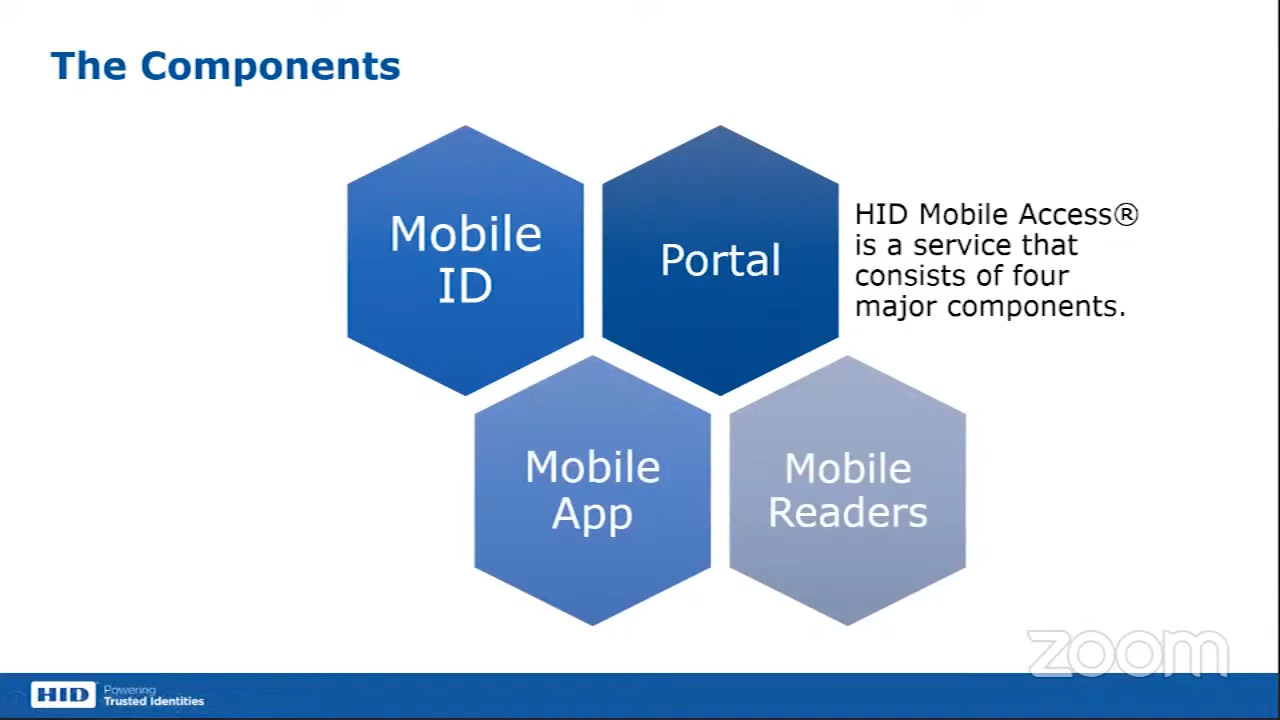 The Components
Mobile
ID
Portal
HID Mobile Access®
is a service that
consists of four
major components.
Mobile
App
Mobile
Readers
zoom
HID
Powering
Trusted Identities